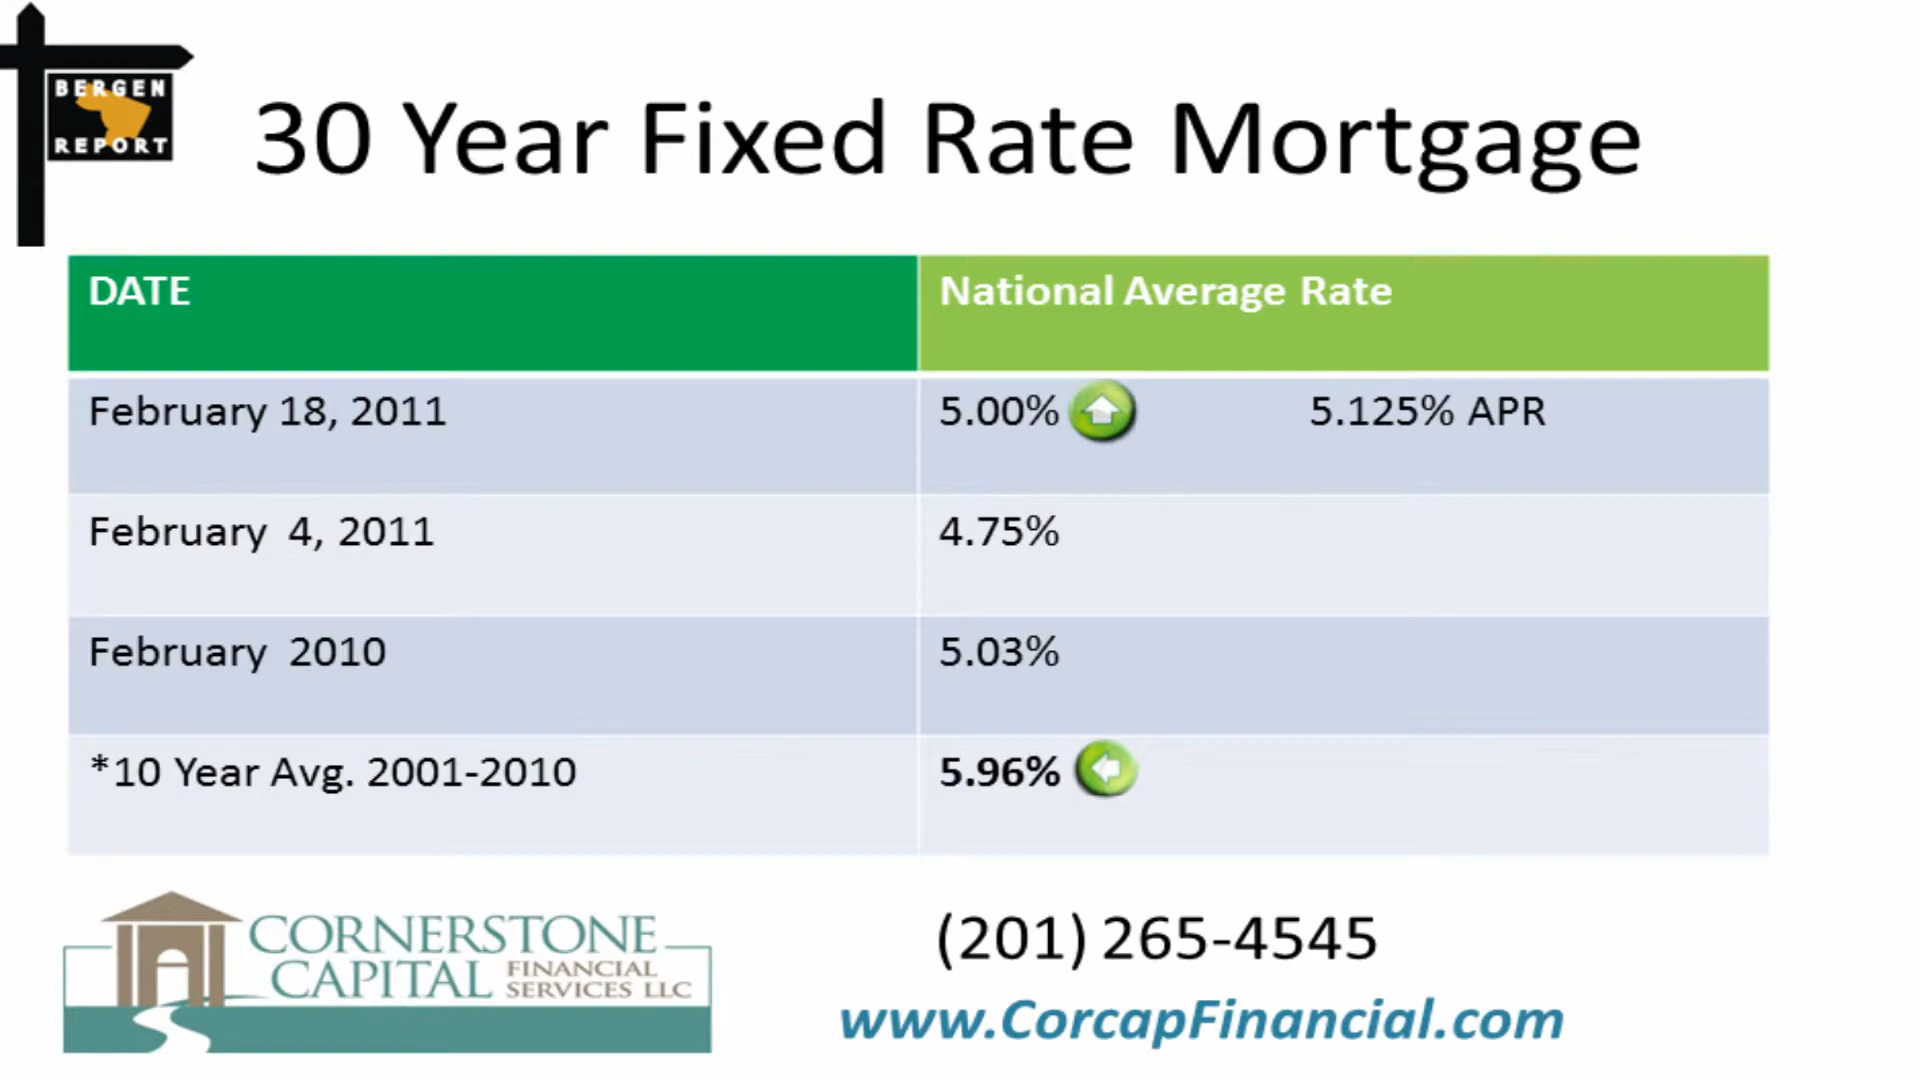 BERGEN
REPORT
30 Year Fixed Rate Mortgage
DATE National Average Rate
February 18, 2011 5.00% 5.125% APR
February 4, 2011 4.75%
February 2010 5.03%
*10 Year Avg. 2001-2010 5.96%
CORNERSTONE
CAPITAL FINANCIAL
SERVICES LLC
(201) 265-4545
www.CorcapFinancial.com